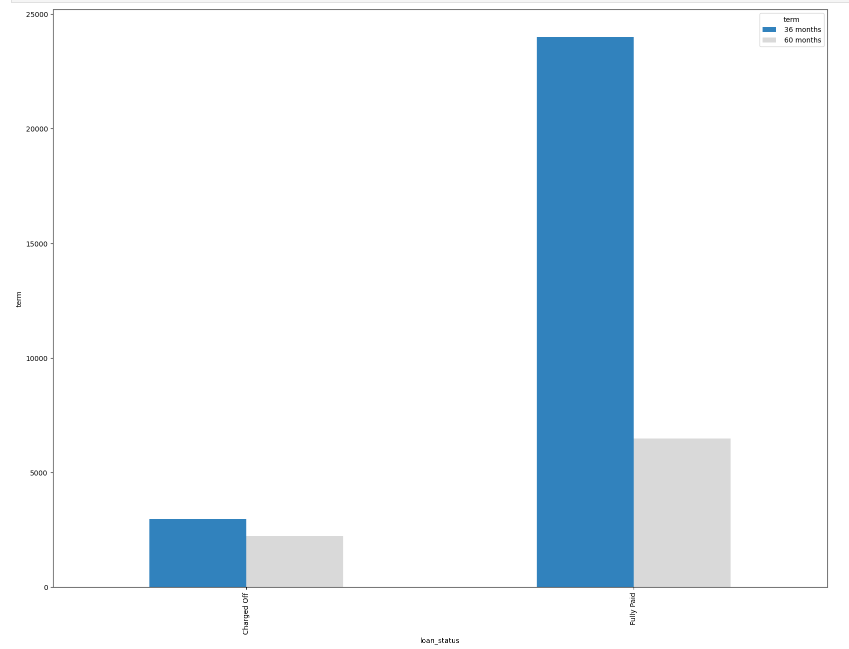 25000
20000
15000
10000
5000
0
term
term
36 months
60 months
Charged Off
Fully Paid
loan_status